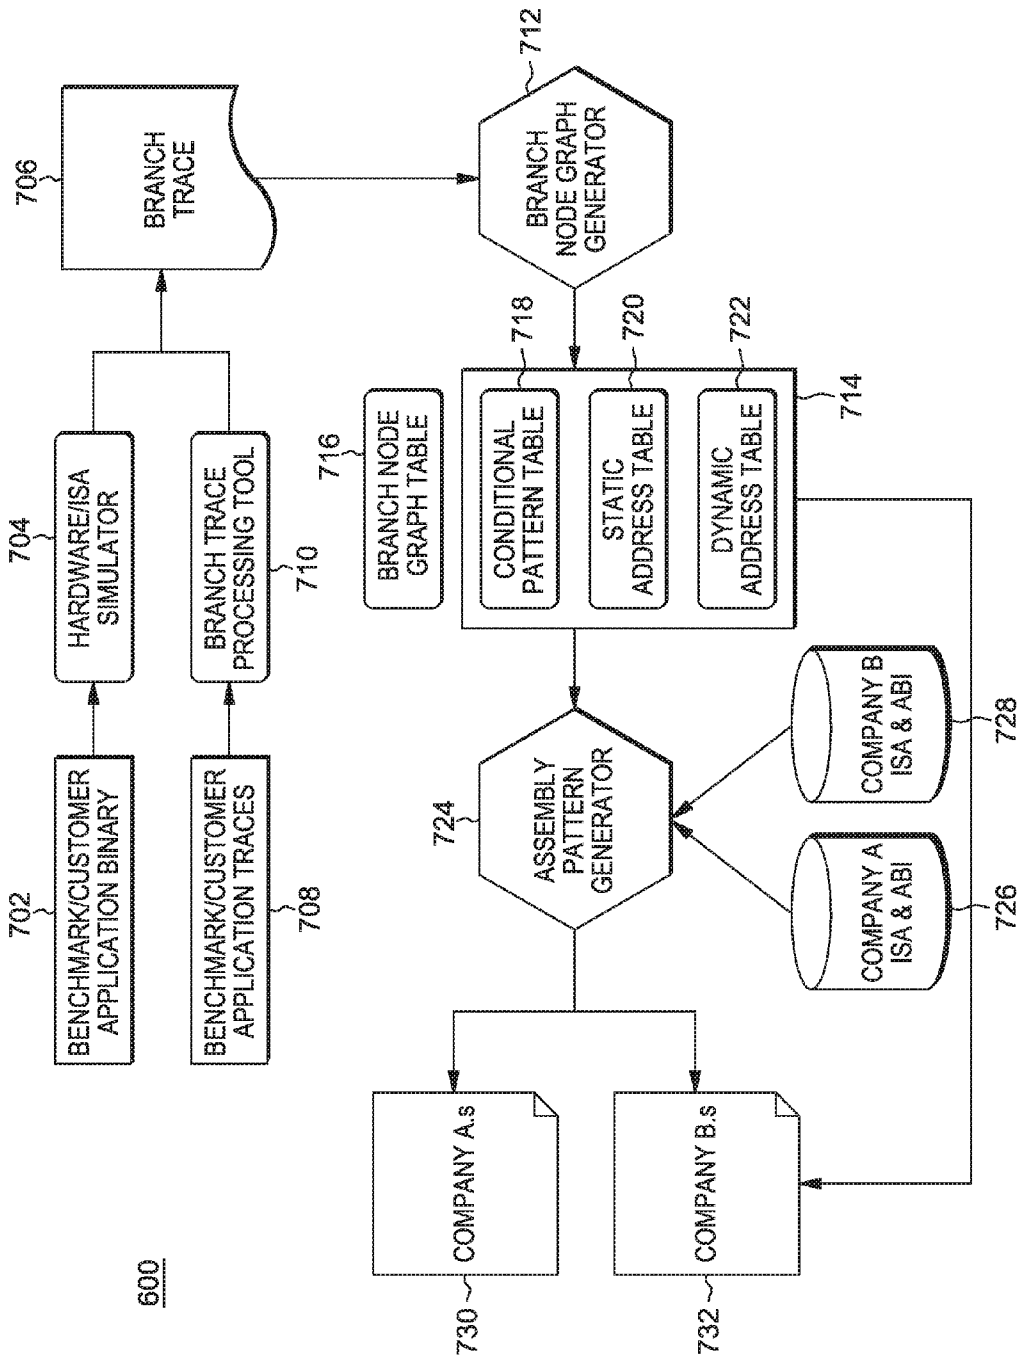 600
702
BENCHMARK/CUSTOMER
APPLICATION BINARY
704
HARDWARE/ISA
SIMULATOR
706
BRANCH
TRACE
708
BENCHMARK/CUSTOMER
APPLICATION TRACES
710
BRANCH TRACE
PROCESSING TOOL
712
BRANCH
NODE GRAPH
GENERATOR
716
BRANCH NODE
GRAPH TABLE
718
CONDITIONAL
PATTERN TABLE
720
STATIC
ADDRESS TABLE
722
DYNAMIC
ADDRESS TABLE
714
724
ASSEMBLY
PATTERN
GENERATOR
COMPANY A
ISA & ABI
726
COMPANY B
ISA & ABI
728
COMPANY A.s
730
COMPANY B.s
732